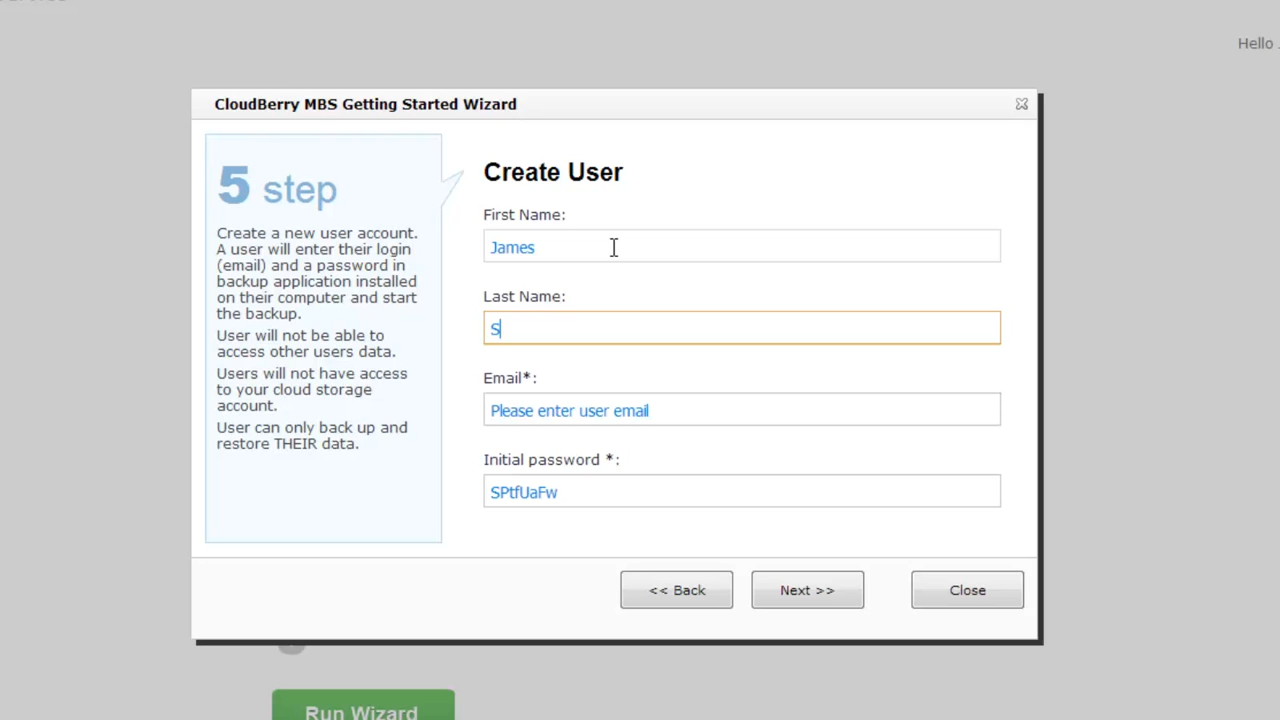 Hello
CloudBerry MBS Getting Started Wizard
5 step
Create a new user account.
A user will enter their login
(email) and a password in
backup application installed
on their computer and start
the backup.
User will not be able to
access other users data.
Users will not have access
to your cloud storage
account.
User can only back up and
restore THEIR data.
Create User
First Name:
James
Last Name:
S
Email*:
Please enter user email
Initial password *:
SPtfUaFw
<< Back
Next >>
Close
Run Wizard